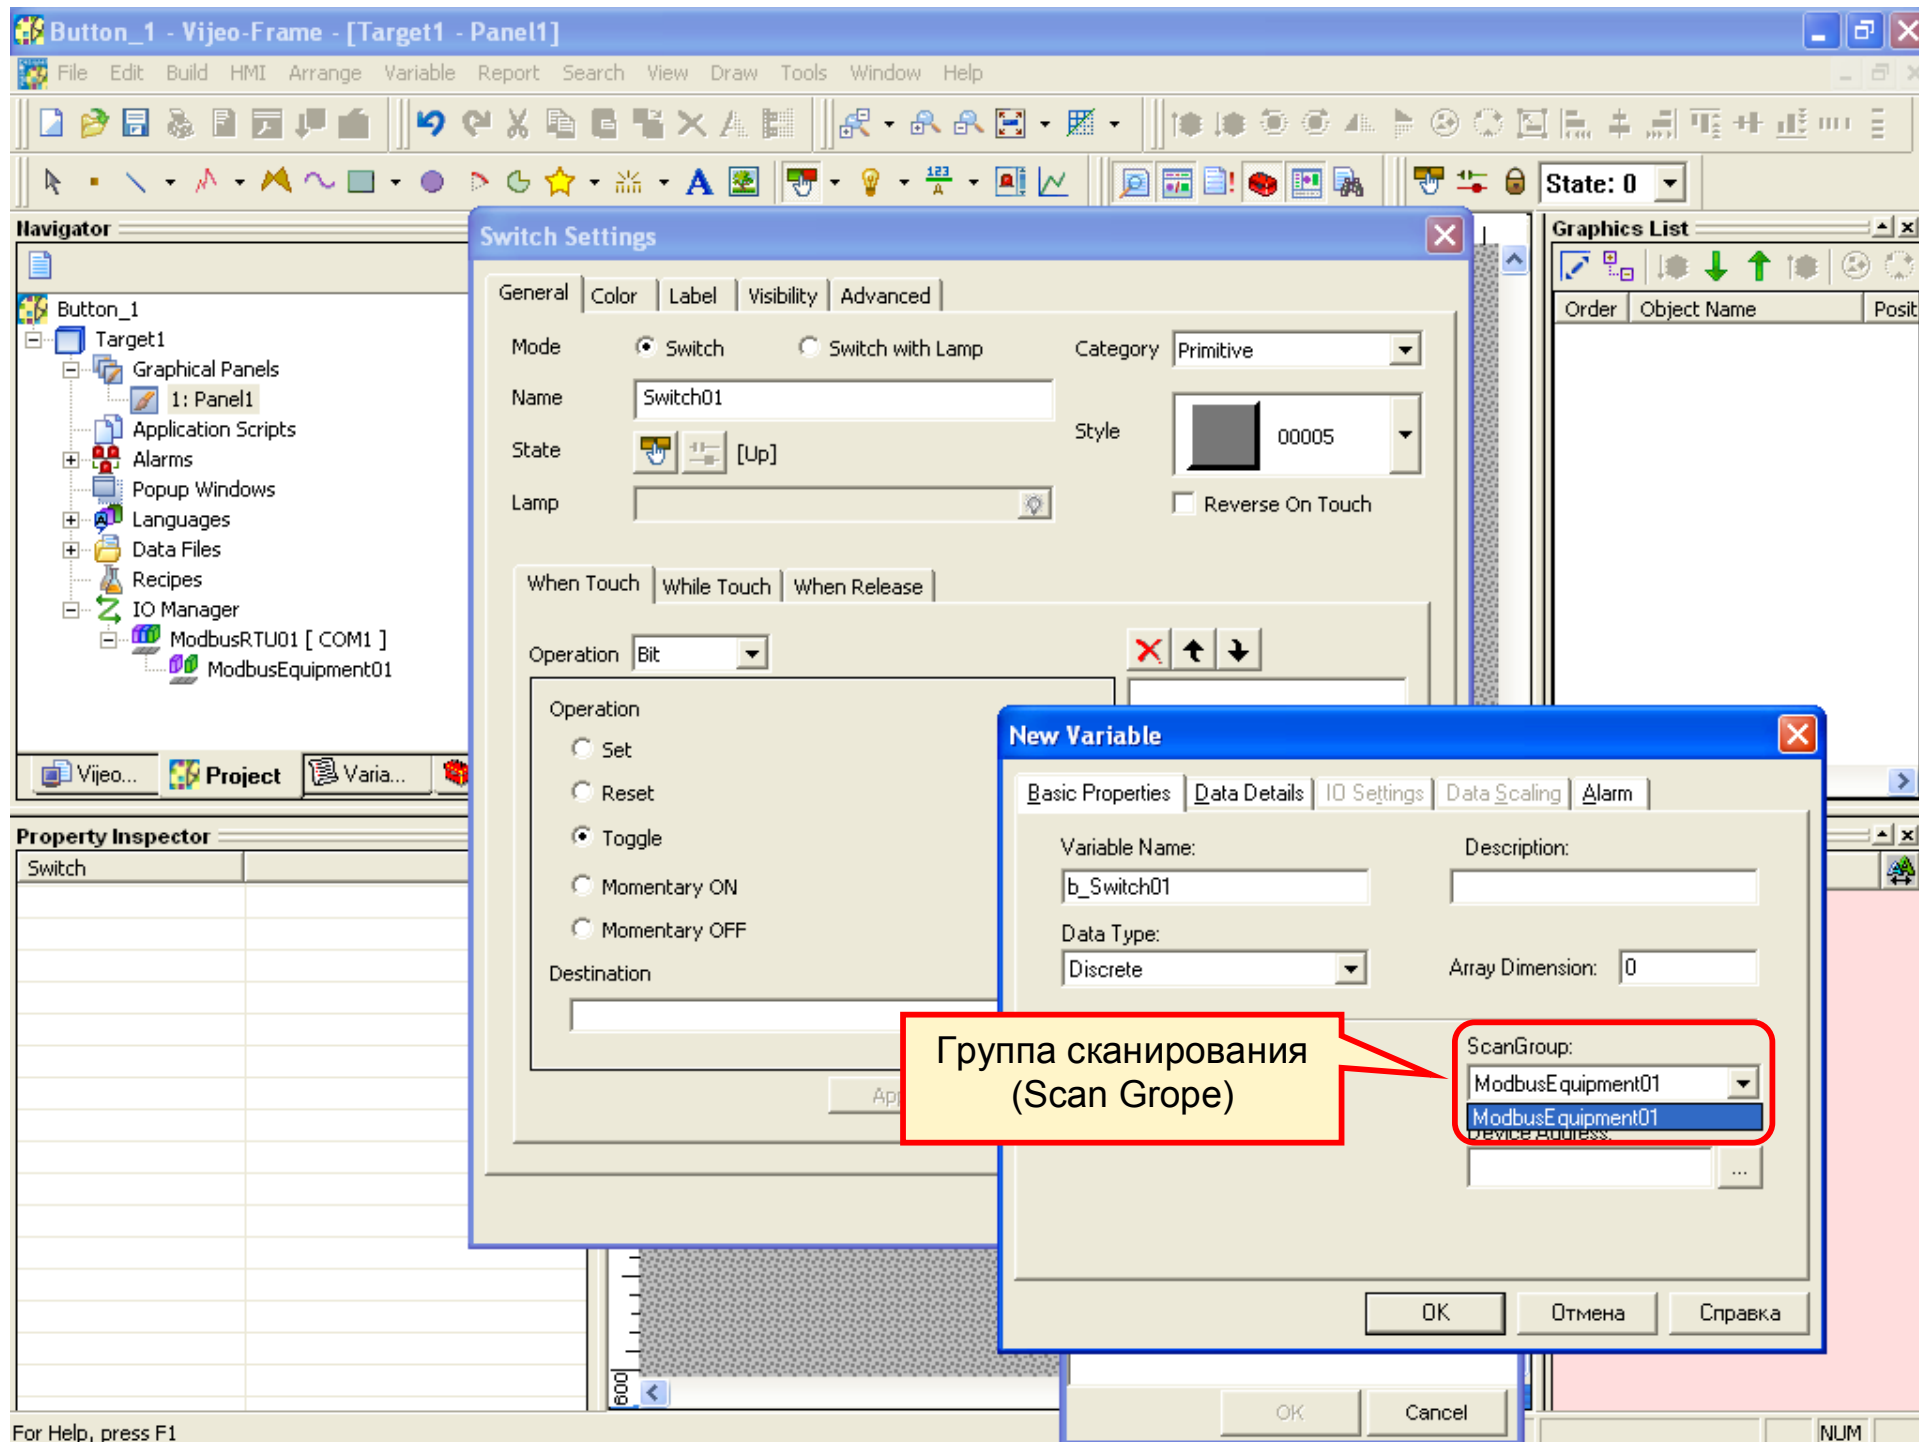 Button_1 - Vijeo-Frame - [Target1 - Panel1]
File Edit Build HMI Arrange Variable Report Search View Draw Tools Window Help
State: 0
Navigator
Button_1
Target1
Graphical Panels
1: Panel1
Application Scripts
Alarms
Popup Windows
Languages
Data Files
Recipes
IO Manager
ModbusRTU01 [ COM1 ]
ModbusEquipment01
Vijeo... Project Varia...
Property Inspector
Switch
Switch Settings
General Color Label Visibility Advanced
Mode Switch Switch with Lamp Category Primitive
Name Switch01
Style 00005
State [Up]
Lamp Reverse On Touch
When Touch While Touch When Release
Operation Bit
Operation
Set
Reset
Toggle
Momentary ON
Momentary OFF
Destination
Graphics List
Order Object Name Posit
New Variable
Basic Properties Data Details IO Settings Data Scaling Alarm
Variable Name: Description:
b_Switch01
Data Type:
Discrete Array Dimension: 0
Группа сканирования
(Scan Grope)
ScanGroup:
ModbusEquipment01
ModbusEquipment01
Device Address:
...
OK Отмена Справка
600
OK Cancel
For Help, press F1 NUM